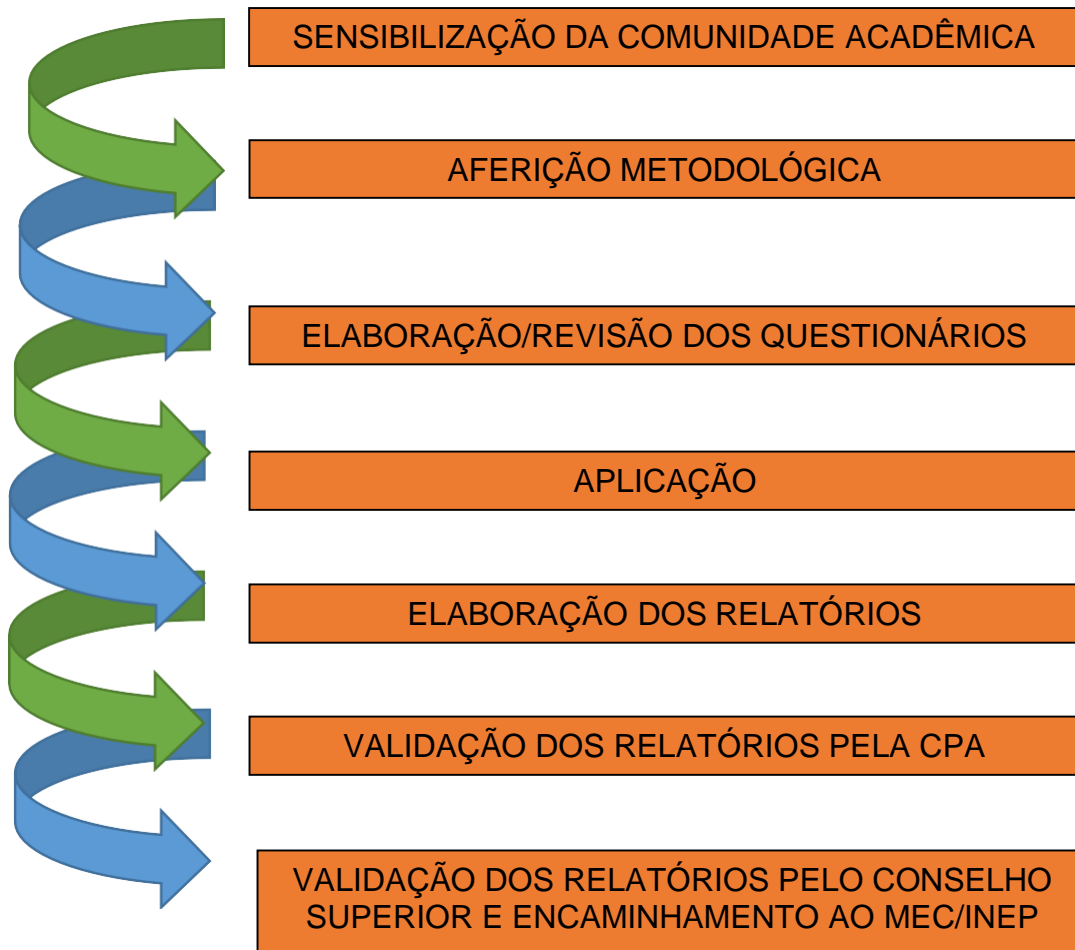 SENSIBILIZAÇÃO DA COMUNIDADE ACADÊMICA
AFERIÇÃO METODOLÓGICA
ELABORAÇÃO/REVISÃO DOS QUESTIONÁRIOS
APLICAÇÃO
ELABORAÇÃO DOS RELATÓRIOS
VALIDAÇÃO DOS RELATÓRIOS PELA CPA
VALIDAÇÃO DOS RELATÓRIOS PELO CONSELHO
SUPERIOR E ENCAMINHAMENTO AO MEC/INEP